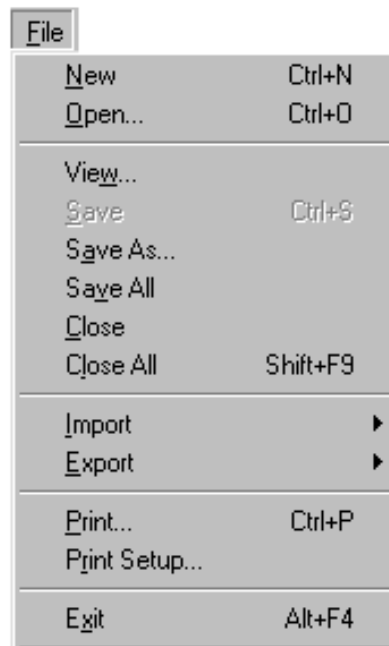 File
New Ctrl+N
Open... Ctrl+O
View...
Save Ctrl+S
Save As...
Save All
Close
Close All Shift+F9
Import
Export
Print... Ctrl+P
Print Setup...
Exit Alt+F4